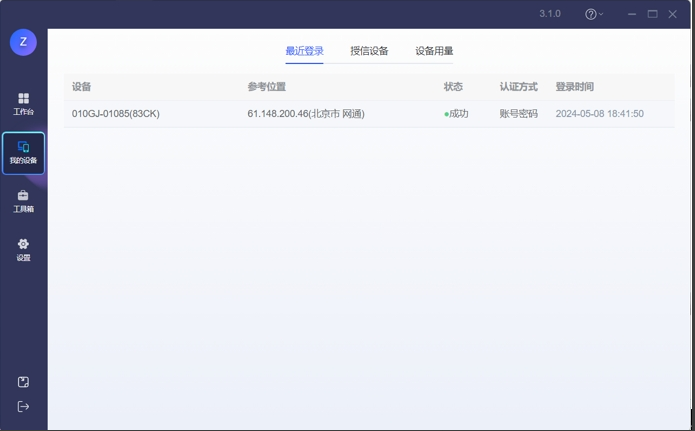 3.1.0
Z
最近登录 授信设备 设备用量
设备 参考位置 状态 认证方式 登录时间
010GJ-01085(83CK) 61.148.200.46(北京市 网通) 成功 账号密码 2024-05-08 18:41:50
工作台
我的设备
工具箱
设置